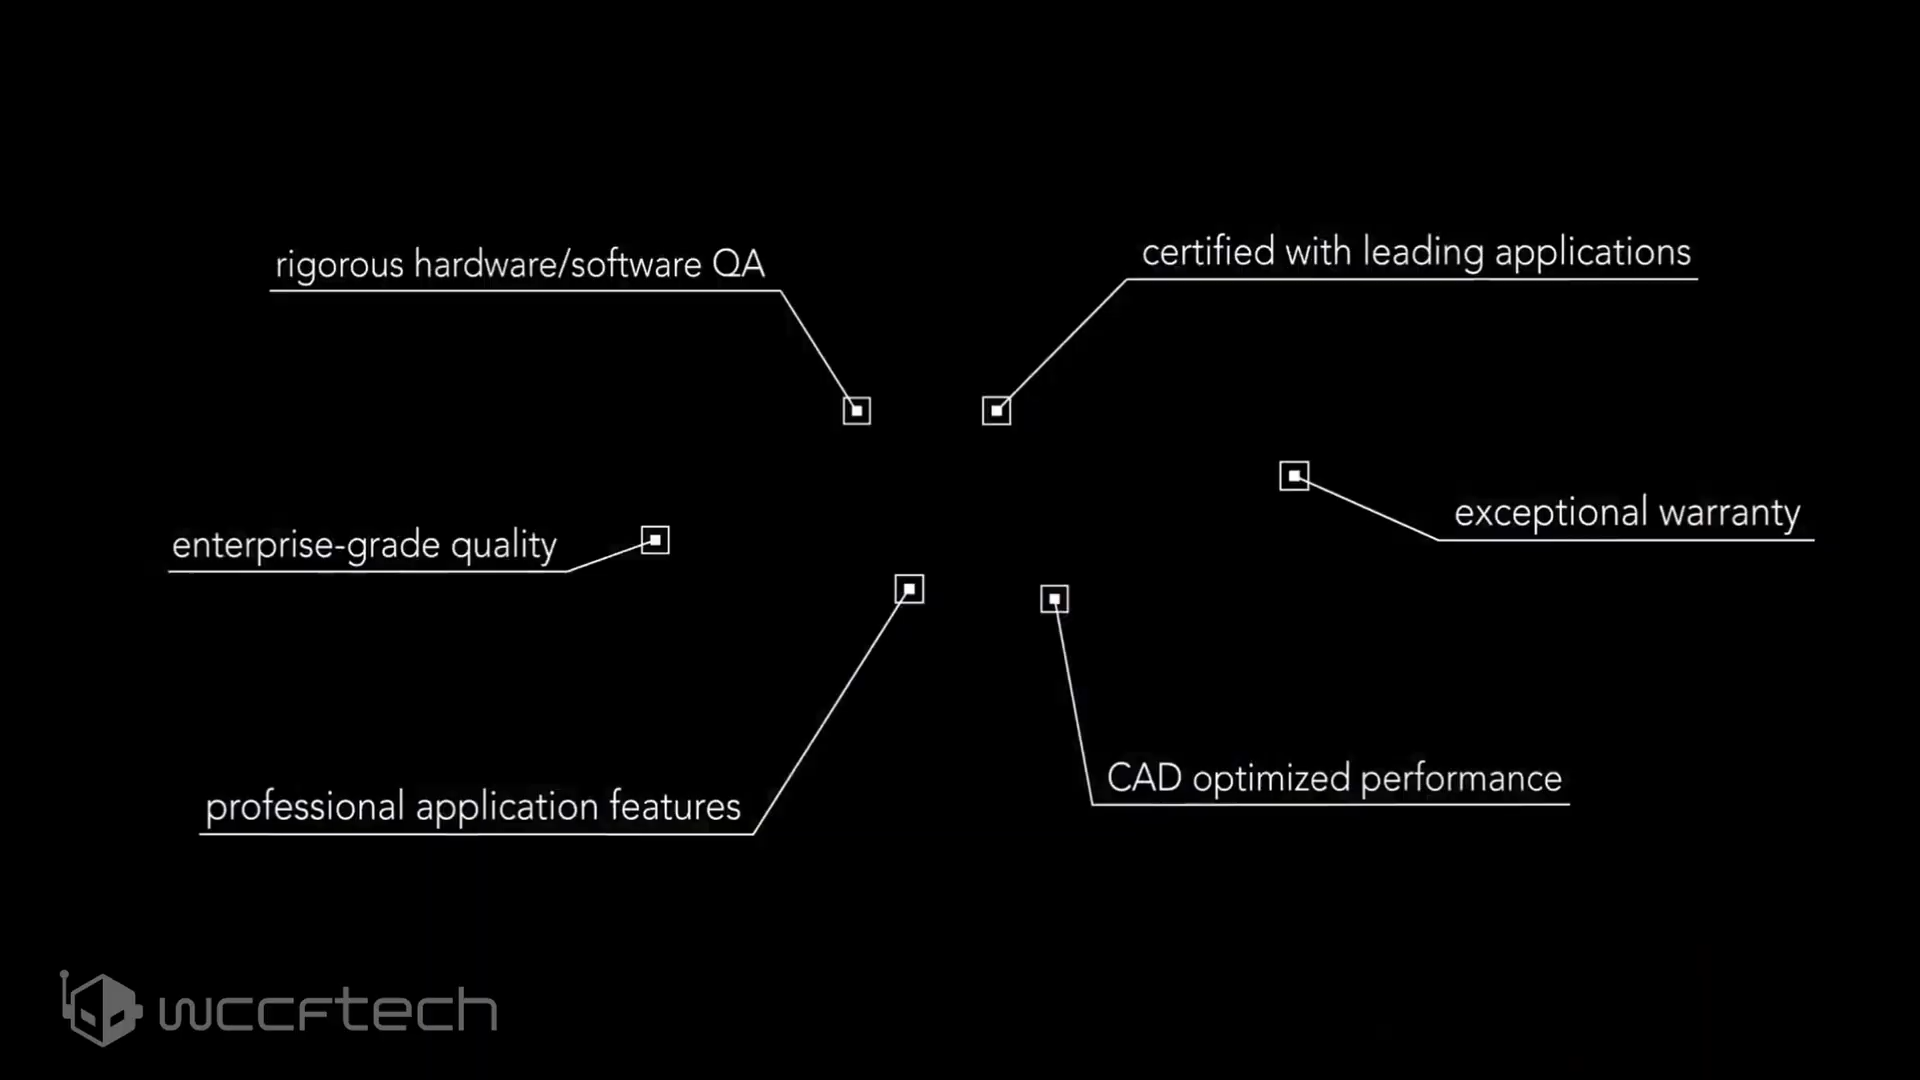 rigorous hardware/software QA
certified with leading applications
exceptional warranty
enterprise-grade quality
CAD optimized performance
professional application features
wccftech